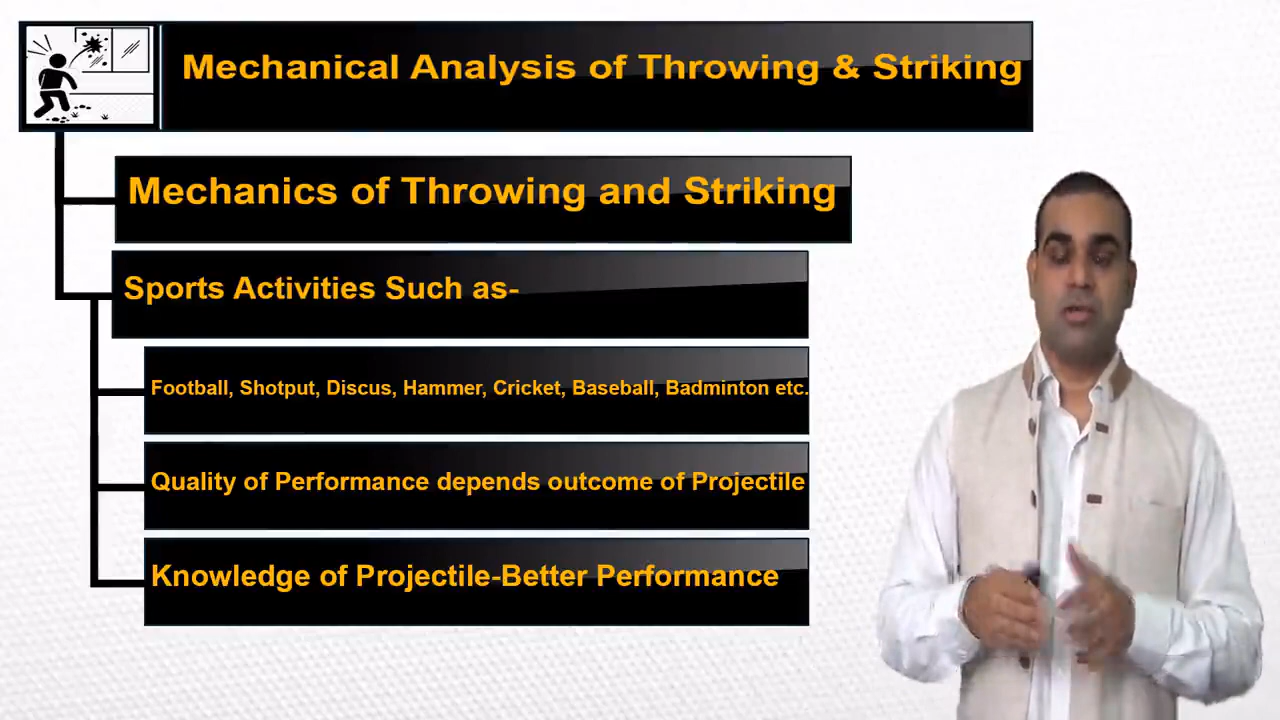 Mechanical Analysis of Throwing & Striking
Mechanics of Throwing and Striking
Sports Activities Such as-
Football, Shotput, Discus, Hammer, Cricket, Baseball, Badminton etc.
Quality of Performance depends outcome of Projectile
Knowledge of Projectile-Better Performance